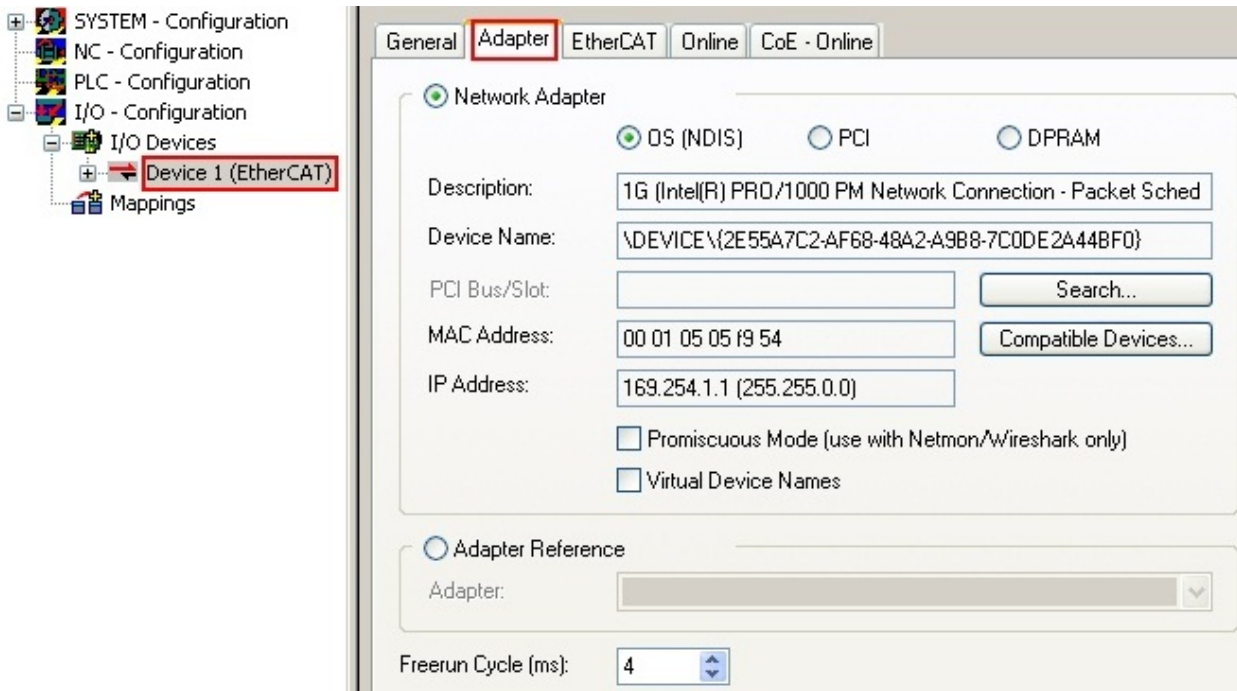 SYSTEM - Configuration
NC - Configuration
PLC - Configuration
I/O - Configuration
I/O Devices
Device 1 (EtherCAT)
Mappings
General Adapter EtherCAT Online CoE - Online
Network Adapter
OS (NDIS) PCI DPRAM
Description: 1G (Intel(R) PRO/1000 PM Network Connection - Packet Sched
Device Name: \DEVICE\{2E55A7C2-AF68-48A2-A9B8-7C0DE2A44BF0}
PCI Bus/Slot: Search...
MAC Address: 00 01 05 05 f9 54 Compatible Devices...
IP Address: 169.254.1.1 (255.255.0.0)
Promiscuous Mode (use with Netmon/Wireshark only)
Virtual Device Names
Adapter Reference
Adapter:
Freerun Cycle (ms): 4